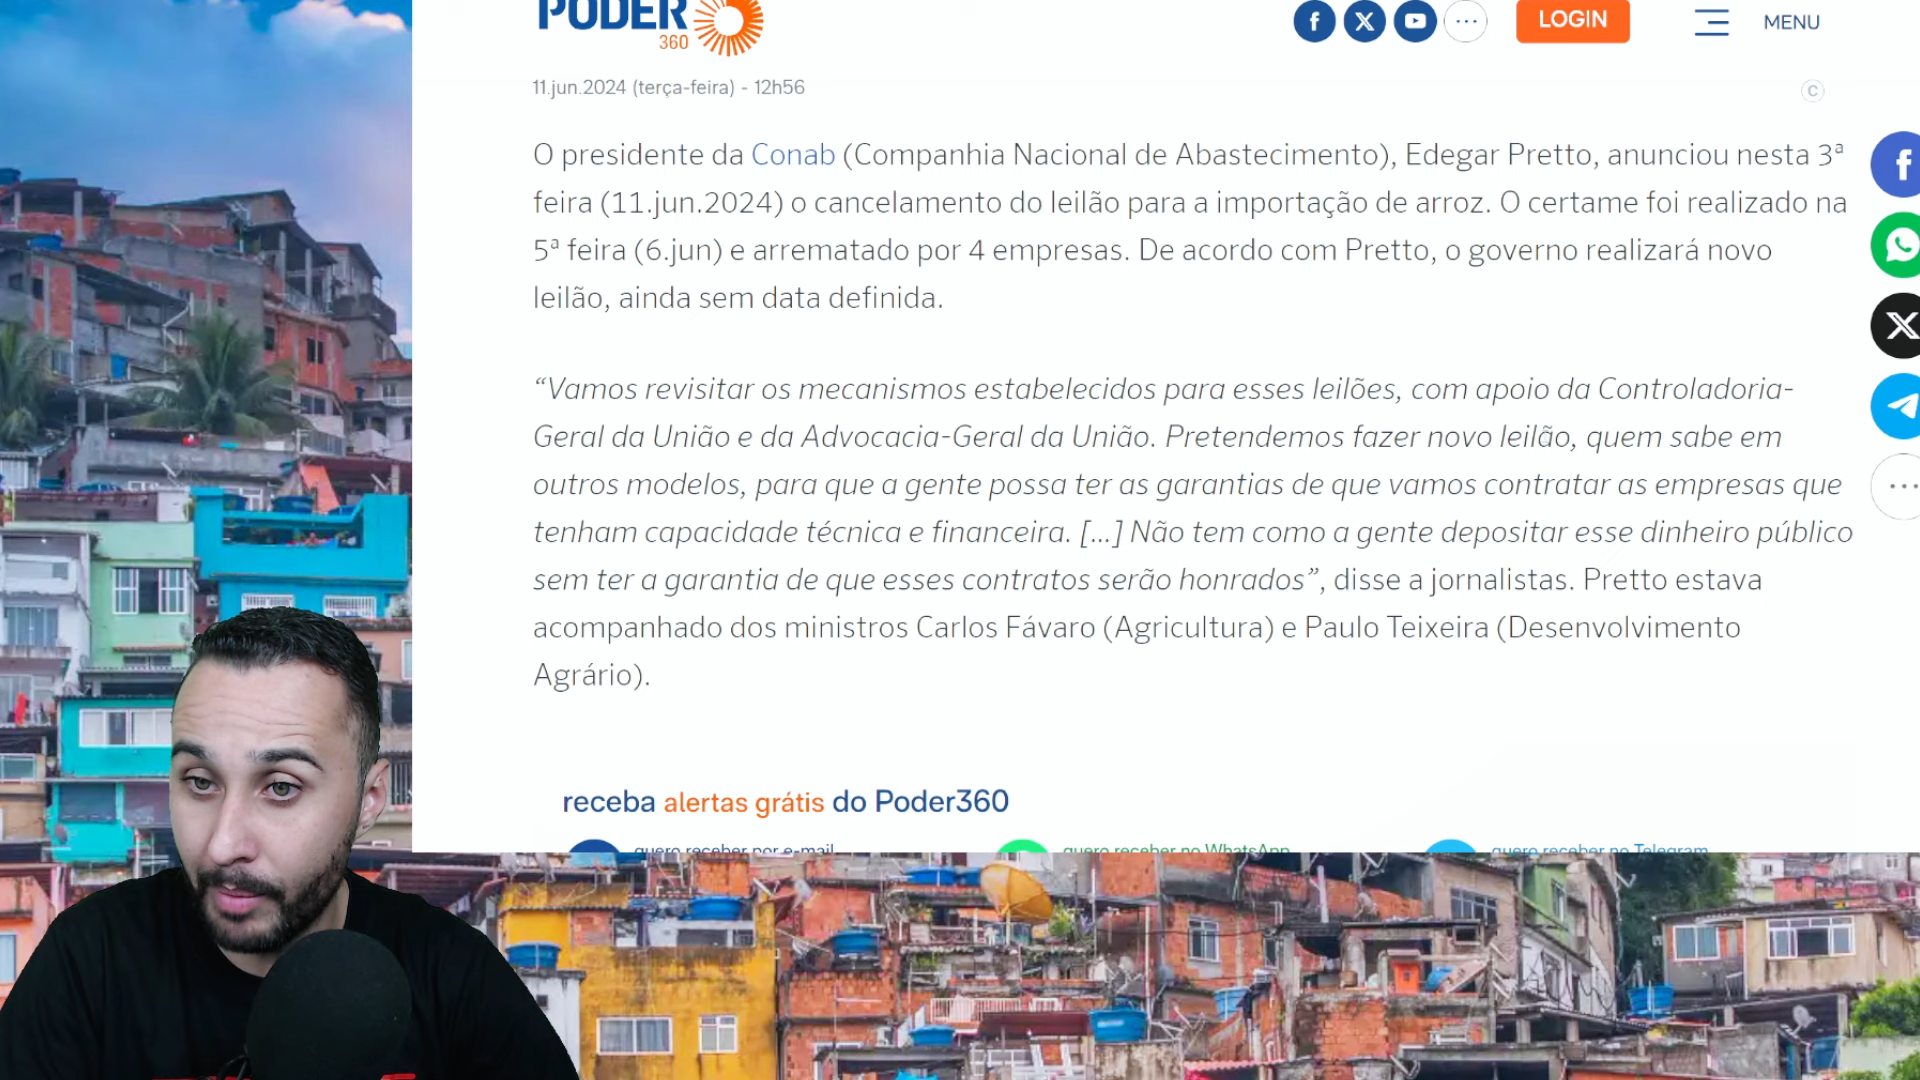 PODER
360
LOGIN
MENU
11.jun.2024 (terça-feira) - 12h56
O presidente da Conab (Companhia Nacional de Abastecimento), Edegar Pretto, anunciou nesta 3ª
feira (11.jun.2024) o cancelamento do leilão para a importação de arroz. O certame foi realizado na
5ª feira (6.jun) e arrematado por 4 empresas. De acordo com Pretto, o governo realizará novo
leilão, ainda sem data definida.
“Vamos revisitar os mecanismos estabelecidos para esses leilões, com apoio da Controladoria-
Geral da União e da Advocacia-Geral da União. Pretendemos fazer novo leilão, quem sabe em
outros modelos, para que a gente possa ter as garantias de que vamos contratar as empresas que
tenham capacidade técnica e financeira. [...] Não tem como a gente depositar esse dinheiro público
sem ter a garantia de que esses contratos serão honrados”, disse a jornalistas. Pretto estava
acompanhado dos ministros Carlos Fávaro (Agricultura) e Paulo Teixeira (Desenvolvimento
Agrário).
receba alertas grátis do Poder360
quero receber por e-mail
quero receber no WhatsApp
quero receber no Telegram